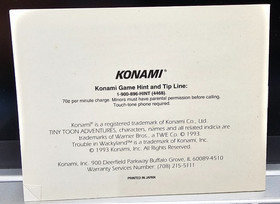 KONAMI®
Konami Game Hint and Tip Line:
1-900-896-HINT (4468)
70¢ per minute charge. Minors must have parental permission before calling.
Touch-tone phone required.
Konami® is a registered trademark of Konami Co., Ltd.
TINY TOON ADVENTURES, characters, names and all related indicia are
trademarks of Warner Bros., a TWE Co. © 1993.
Trouble in Wackyland™ is a trademark of Konami, Inc.
© 1993 Konami, Inc. All Rights Reserved.
Konami, Inc. 900 Deerfield Parkway Buffalo Grove, IL 60089-4510
Warranty Services Number: (708) 215-5111
PRINTED IN JAPAN